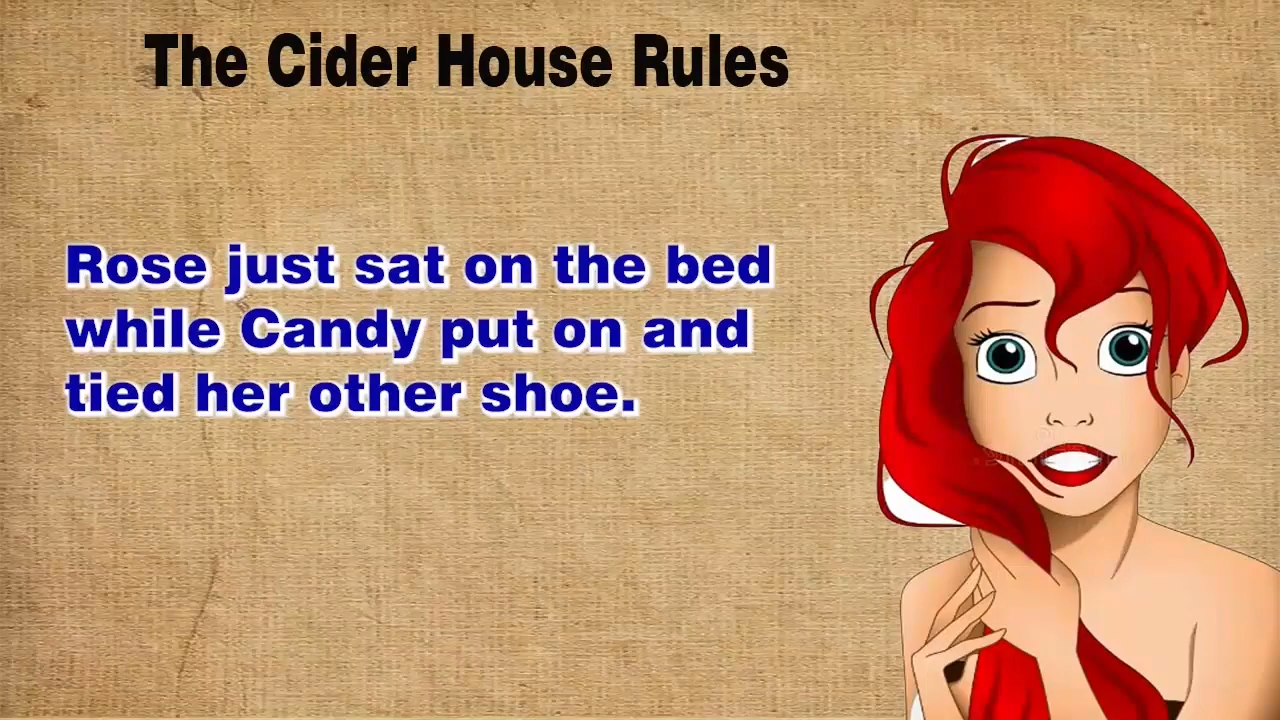 The Cider House Rules
Rose just sat on the bed
while Candy put on and
tied her other shoe.